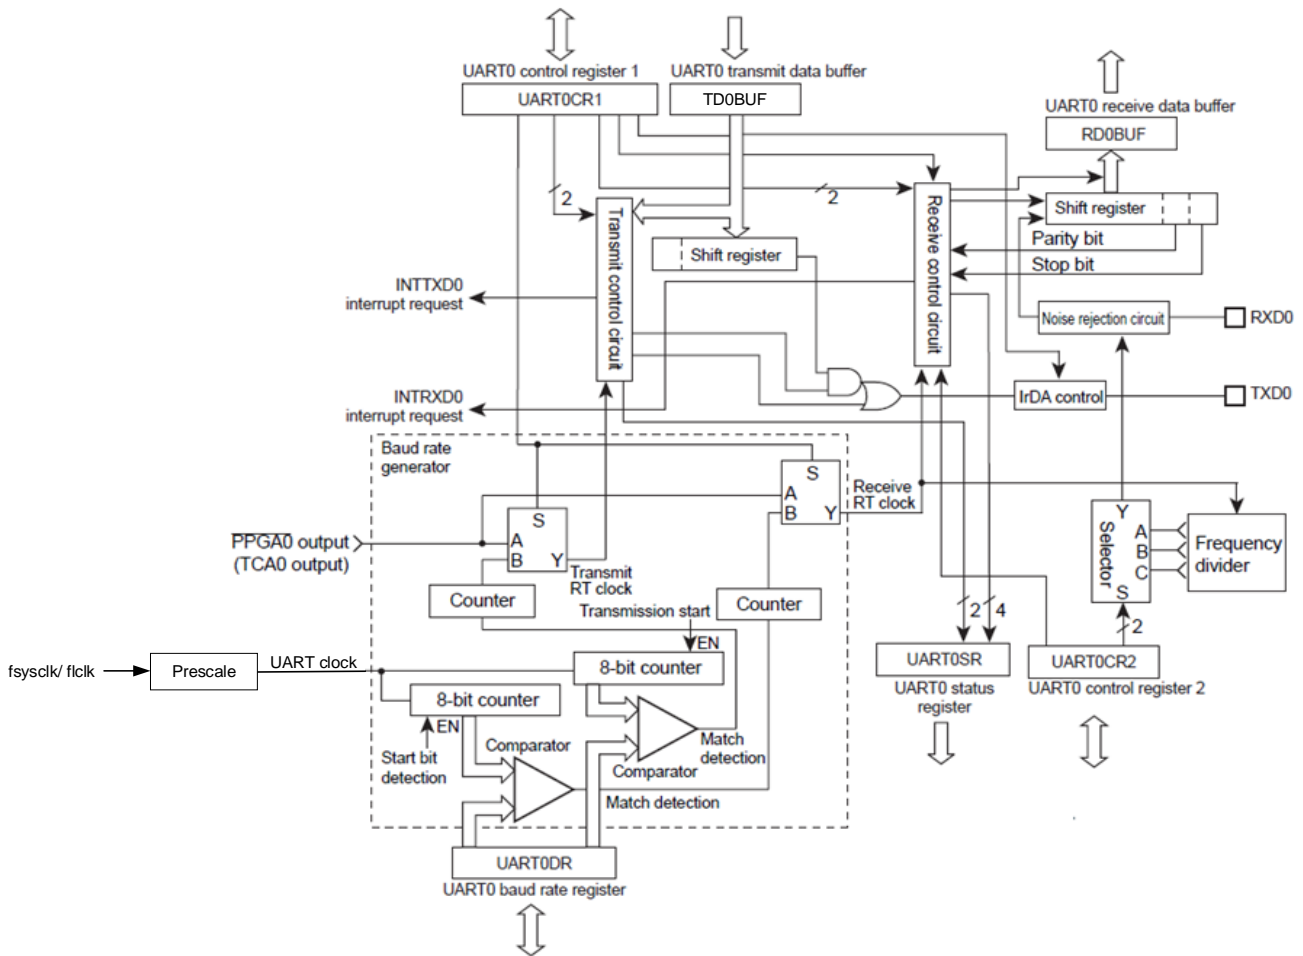 UART0 control register 1
UART0CR1
UART0 transmit data buffer
TD0BUF
UART0 receive data buffer
RD0BUF
2
2
Transmit control circuit
Receive control circuit
Shift register
Shift register
Parity bit
Stop bit
INTTXD0
interrupt request
Noise rejection circuit
RXD0
INTRXD0
interrupt request
IrDA control
TXD0
Baud rate
generator
S
A
B
Y
Receive
RT clock
PPGA0 output
(TCA0 output)
S
A
B
Y
Transmit
RT clock
Y
Selector
A
B
C
S
Frequency
divider
Counter
Counter
Transmission start
EN
2
4
2
fsysclk/ flclk
Prescale
UART clock
8-bit counter
8-bit counter
EN
Start bit
detection
Comparator
Match
detection
Comparator
Match detection
UART0SR
UART0 status
register
UART0CR2
UART0 control register 2
UART0DR
UART0 baud rate register